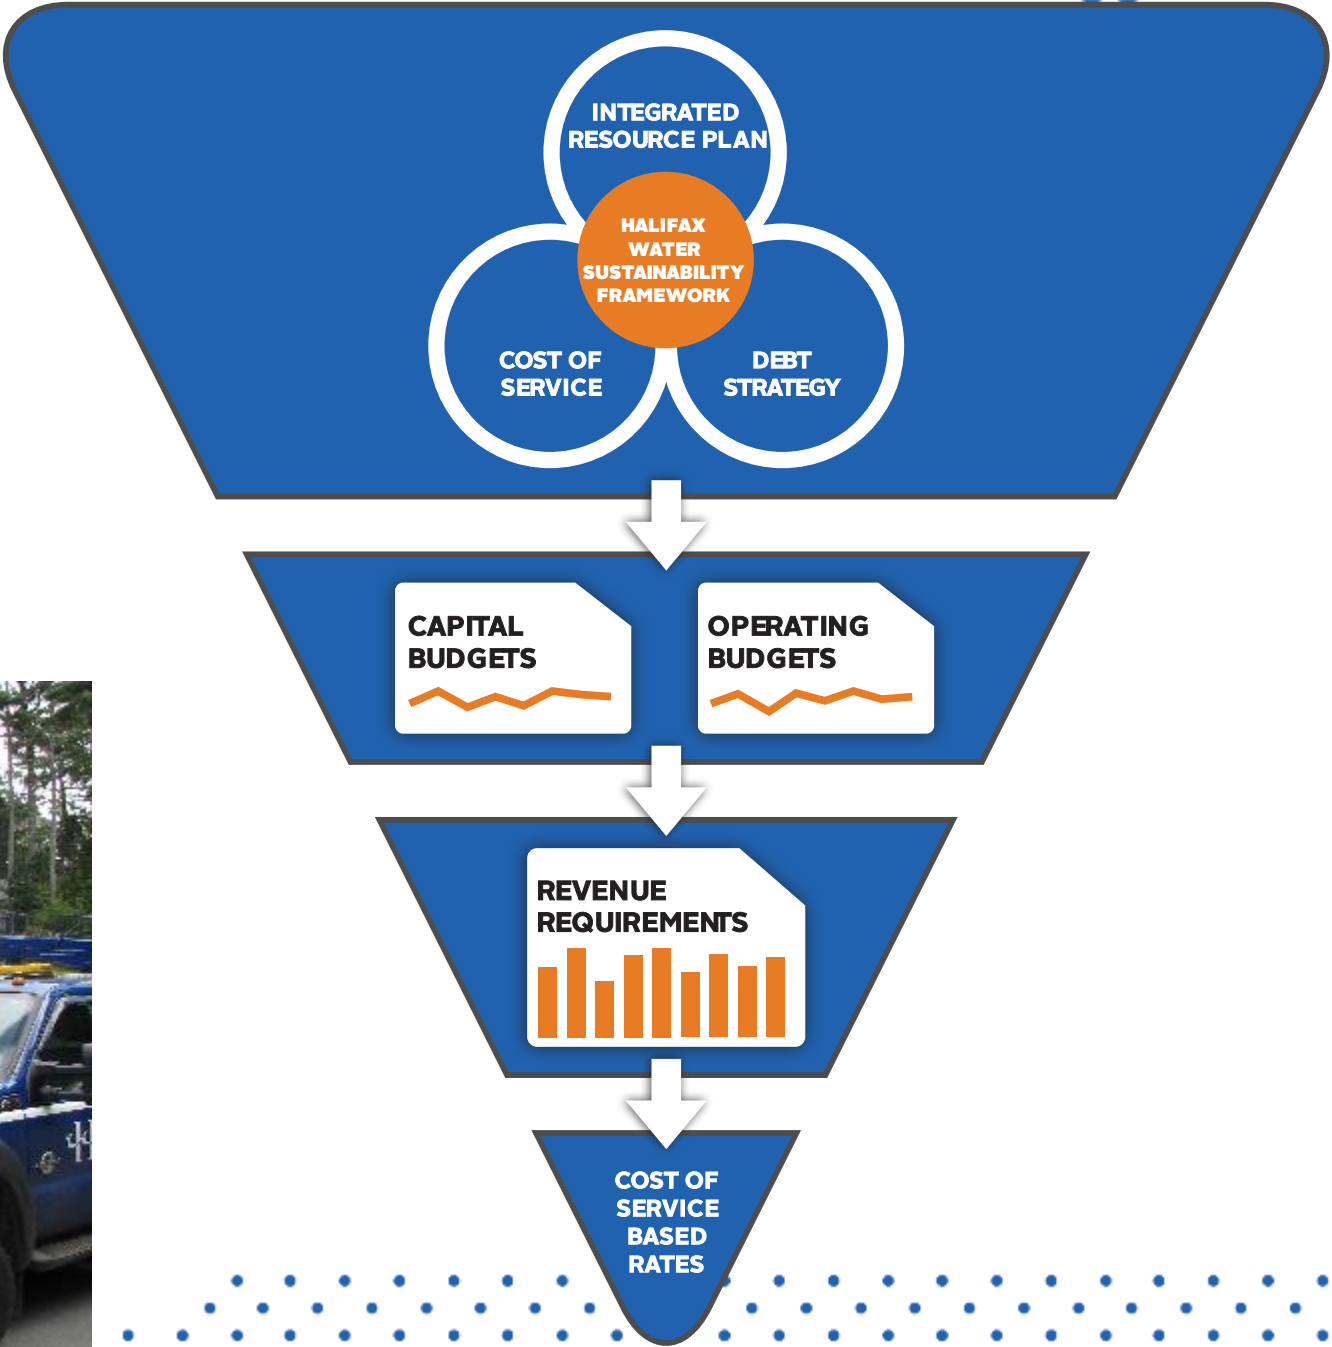 INTEGRATED
RESOURCE PLAN
HALIFAX
WATER
SUSTAINABILITY
FRAMEWORK
COST OF
SERVICE
DEBT
STRATEGY
CAPITAL
BUDGETS
OPERATING
BUDGETS
REVENUE
REQUIREMENTS
COST OF
SERVICE
BASED
RATES
H